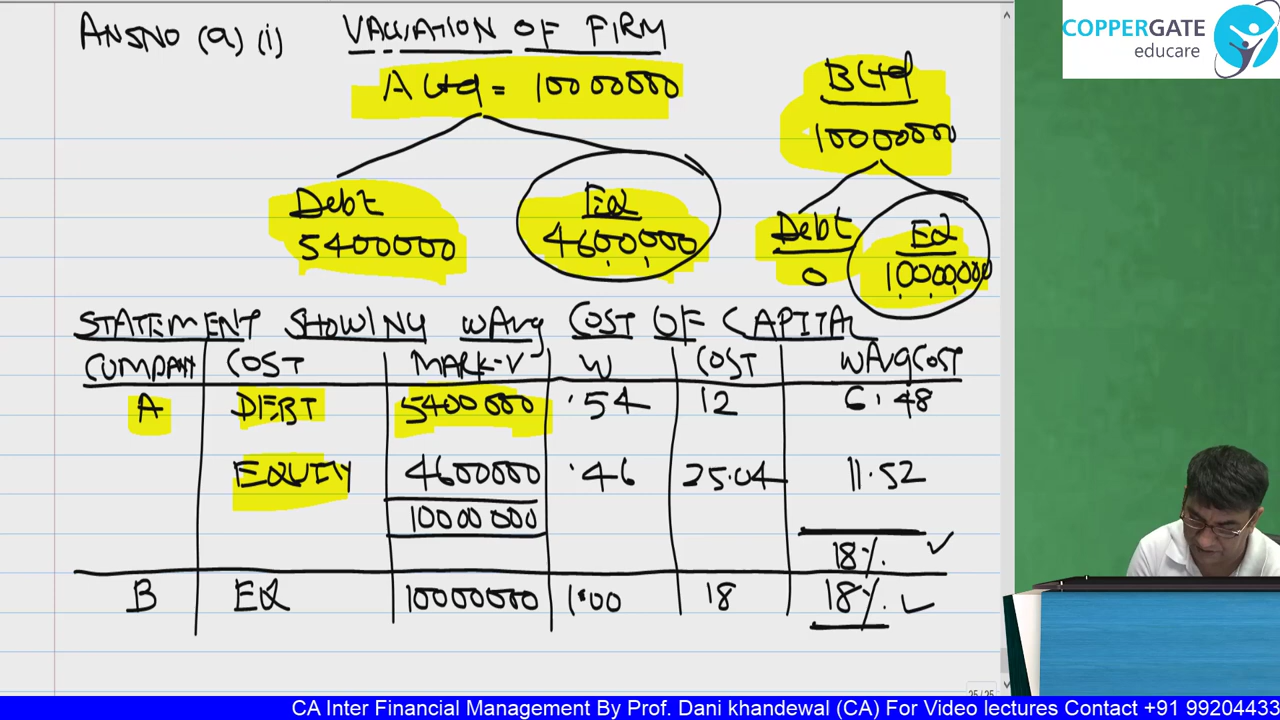 ANSNO (a) (i) VALUATION OF FIRM
COPPERGATE
educare
A Ltd = 10000000
B Ltd
10000000
Debt
5400000
EQ
4600000
Debt
0
EQ
10000000
STATEMENT SHOWING WAvg COST OF CAPITAL
COMPANY COST MARK-V W COST WAvgCOST
A DEBT 5400000 .54 12 6.48
EQUITY 4600000 .46 25.04 11.52
10000000
18%. ✓
B EQ 10000000 1.00 18 18%. ✓
25/25
CA Inter Financial Management By Prof. Dani khandewal (CA) For Video lectures Contact +91 99204433